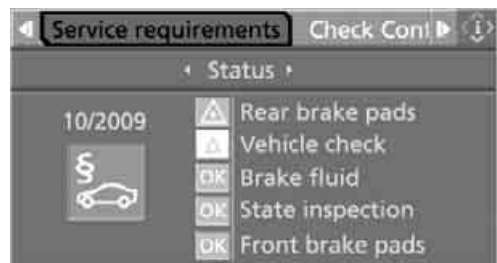 Service requirements Check Cont
Status
10/2009
Rear brake pads
Vehicle check
OK Brake fluid
OK State inspection
OK Front brake pads
§